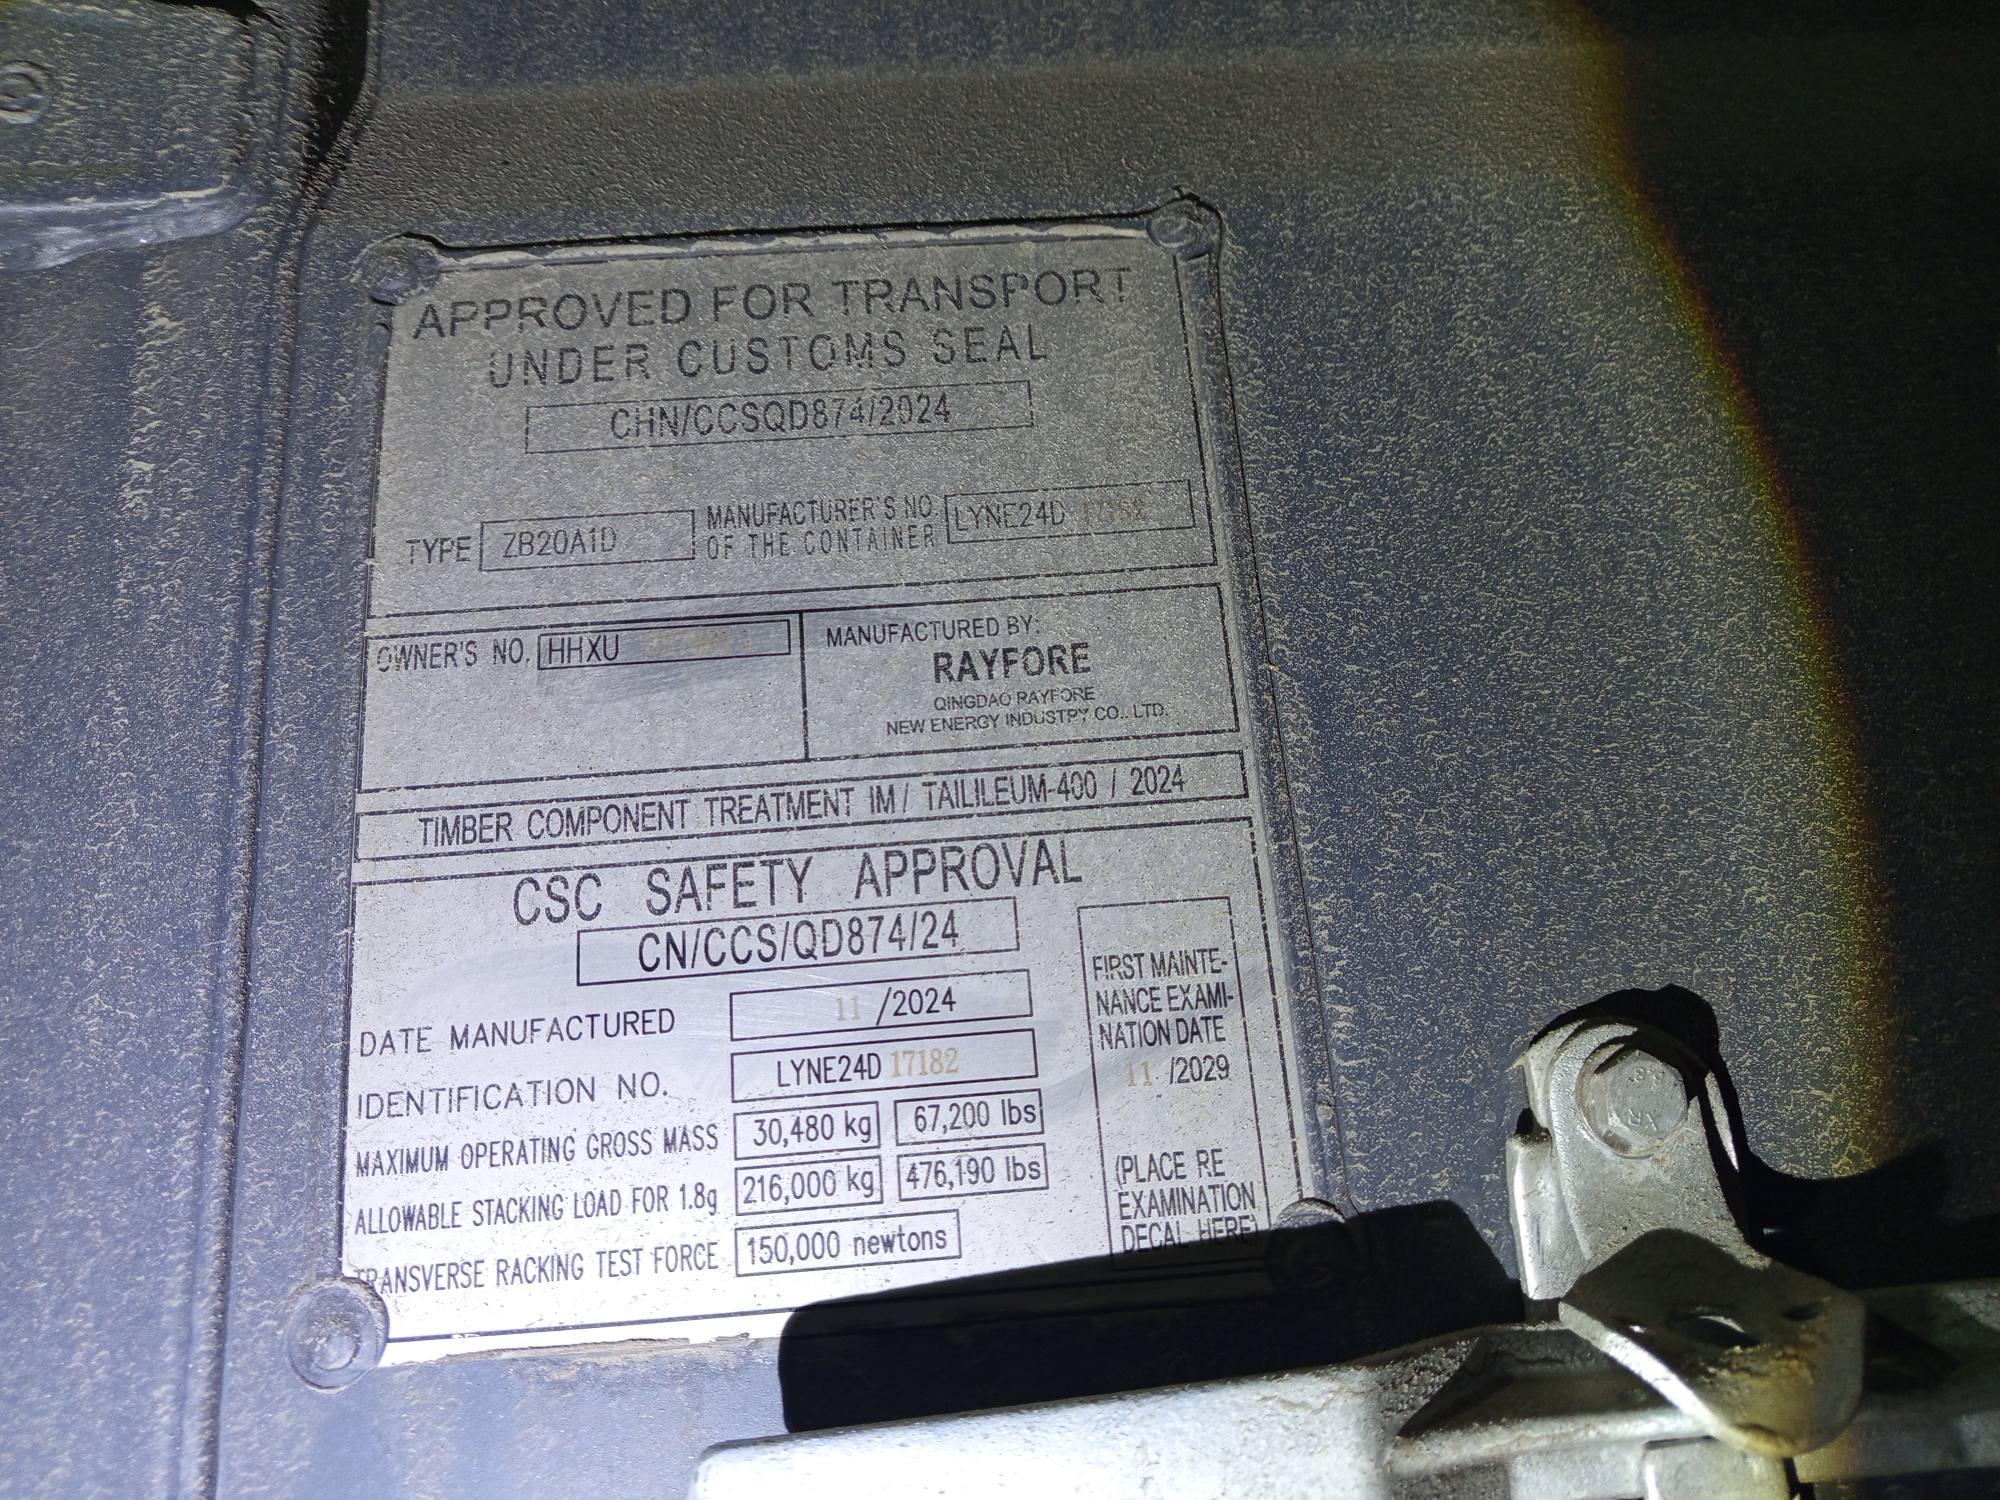 APPROVED FOR TRANSPORT
UNDER CUSTOMS SEAL
CHN/CCSQD874/2024
TYPE ZB20A1D MANUFACTURER'S NO. OF THE CONTAINER LYNE24D
OWNER'S NO. HHXU
MANUFACTURED BY:
RAYFORE
QINGDAO RAYFORE
NEW ENERGY INDUSTRY CO., LTD.
TIMBER COMPONENT TREATMENT IM / TAILILEUM-400 / 2024
CSC SAFETY APPROVAL
CN/CCS/QD874/24
DATE MANUFACTURED 11 /2024
IDENTIFICATION NO. LYNE24D 17182
MAXIMUM OPERATING GROSS MASS 30,480 kg 67,200 lbs
ALLOWABLE STACKING LOAD FOR 1.8g 216,000 kg 476,190 lbs
TRANSVERSE RACKING TEST FORCE 150,000 newtons
FIRST MAINTE-
NANCE EXAMI-
NATION DATE
11 /2029
(PLACE RE
EXAMINATION
DECAL HERE)